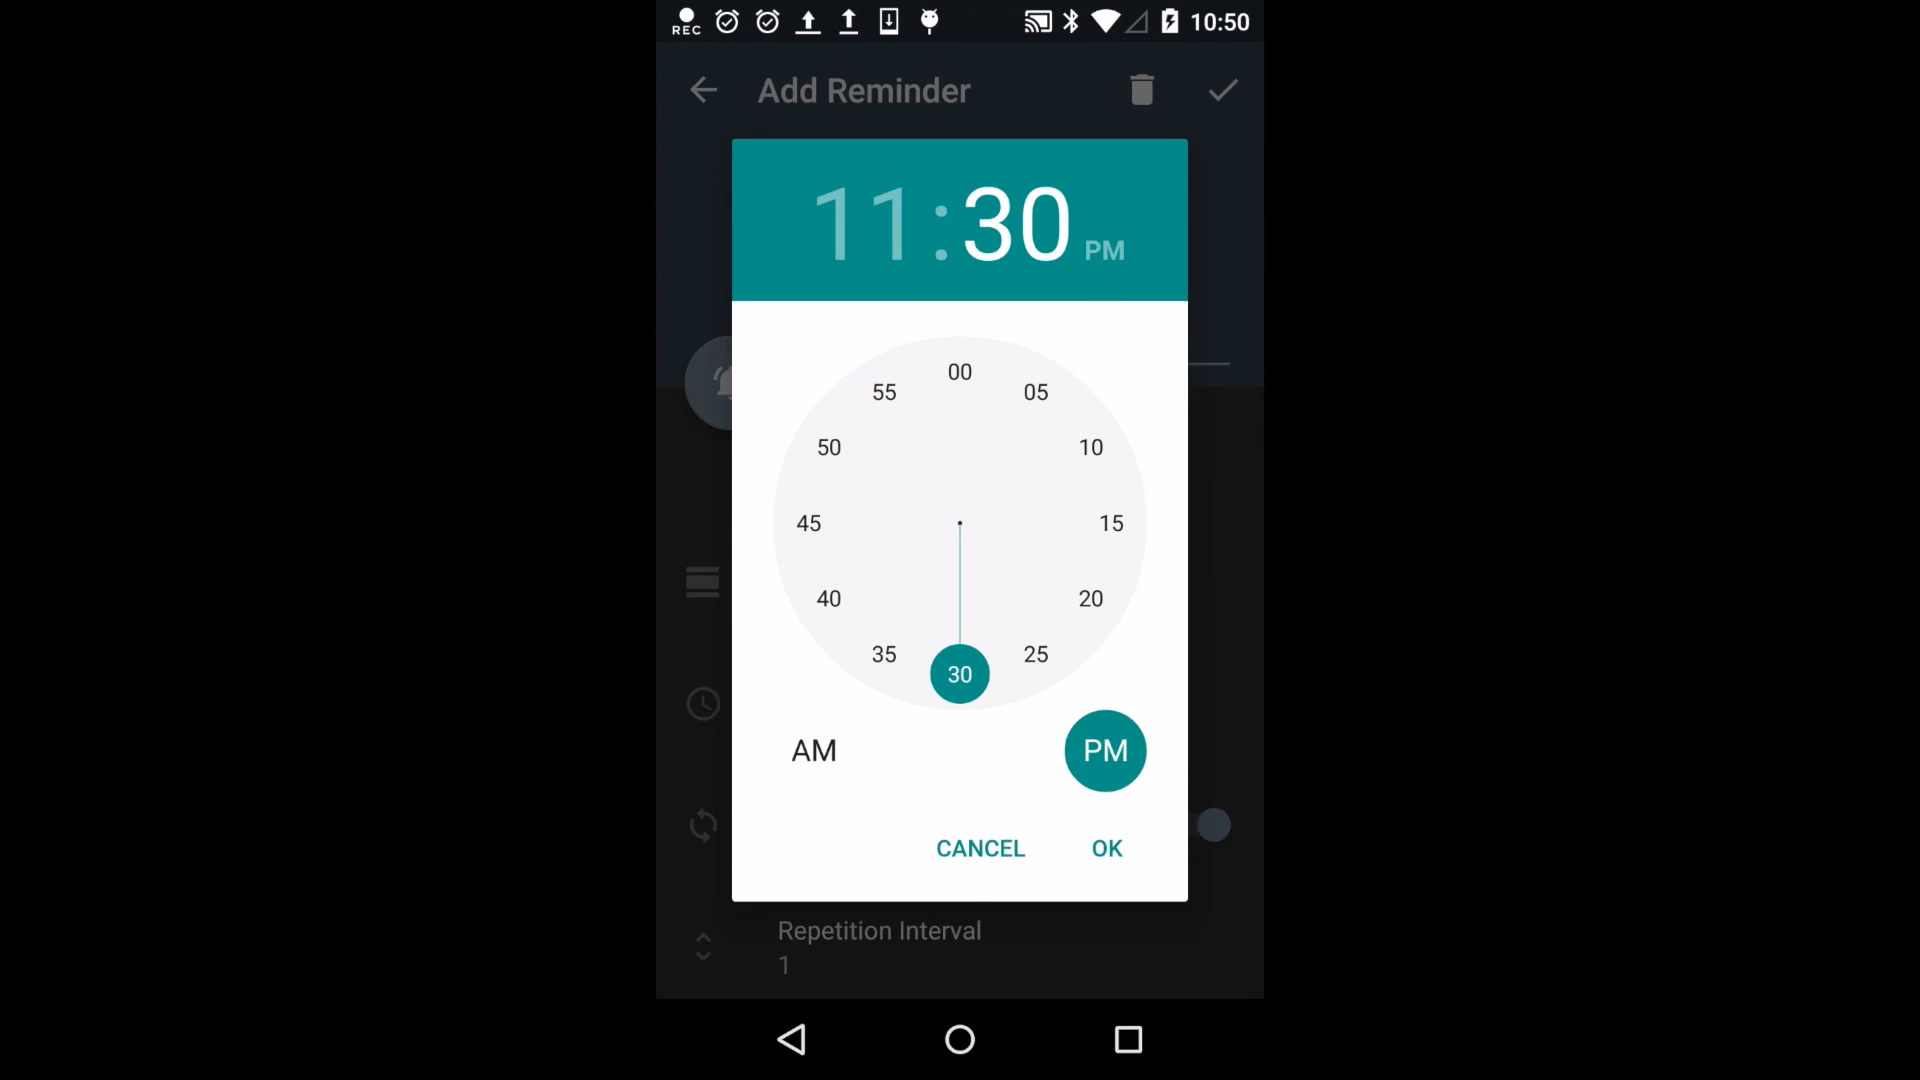 REC 10:50
Add Reminder
11:30 PM
00
55 05
50 10
45 15
40 20
35 25
30
AM PM
CANCEL OK
Repetition Interval
1